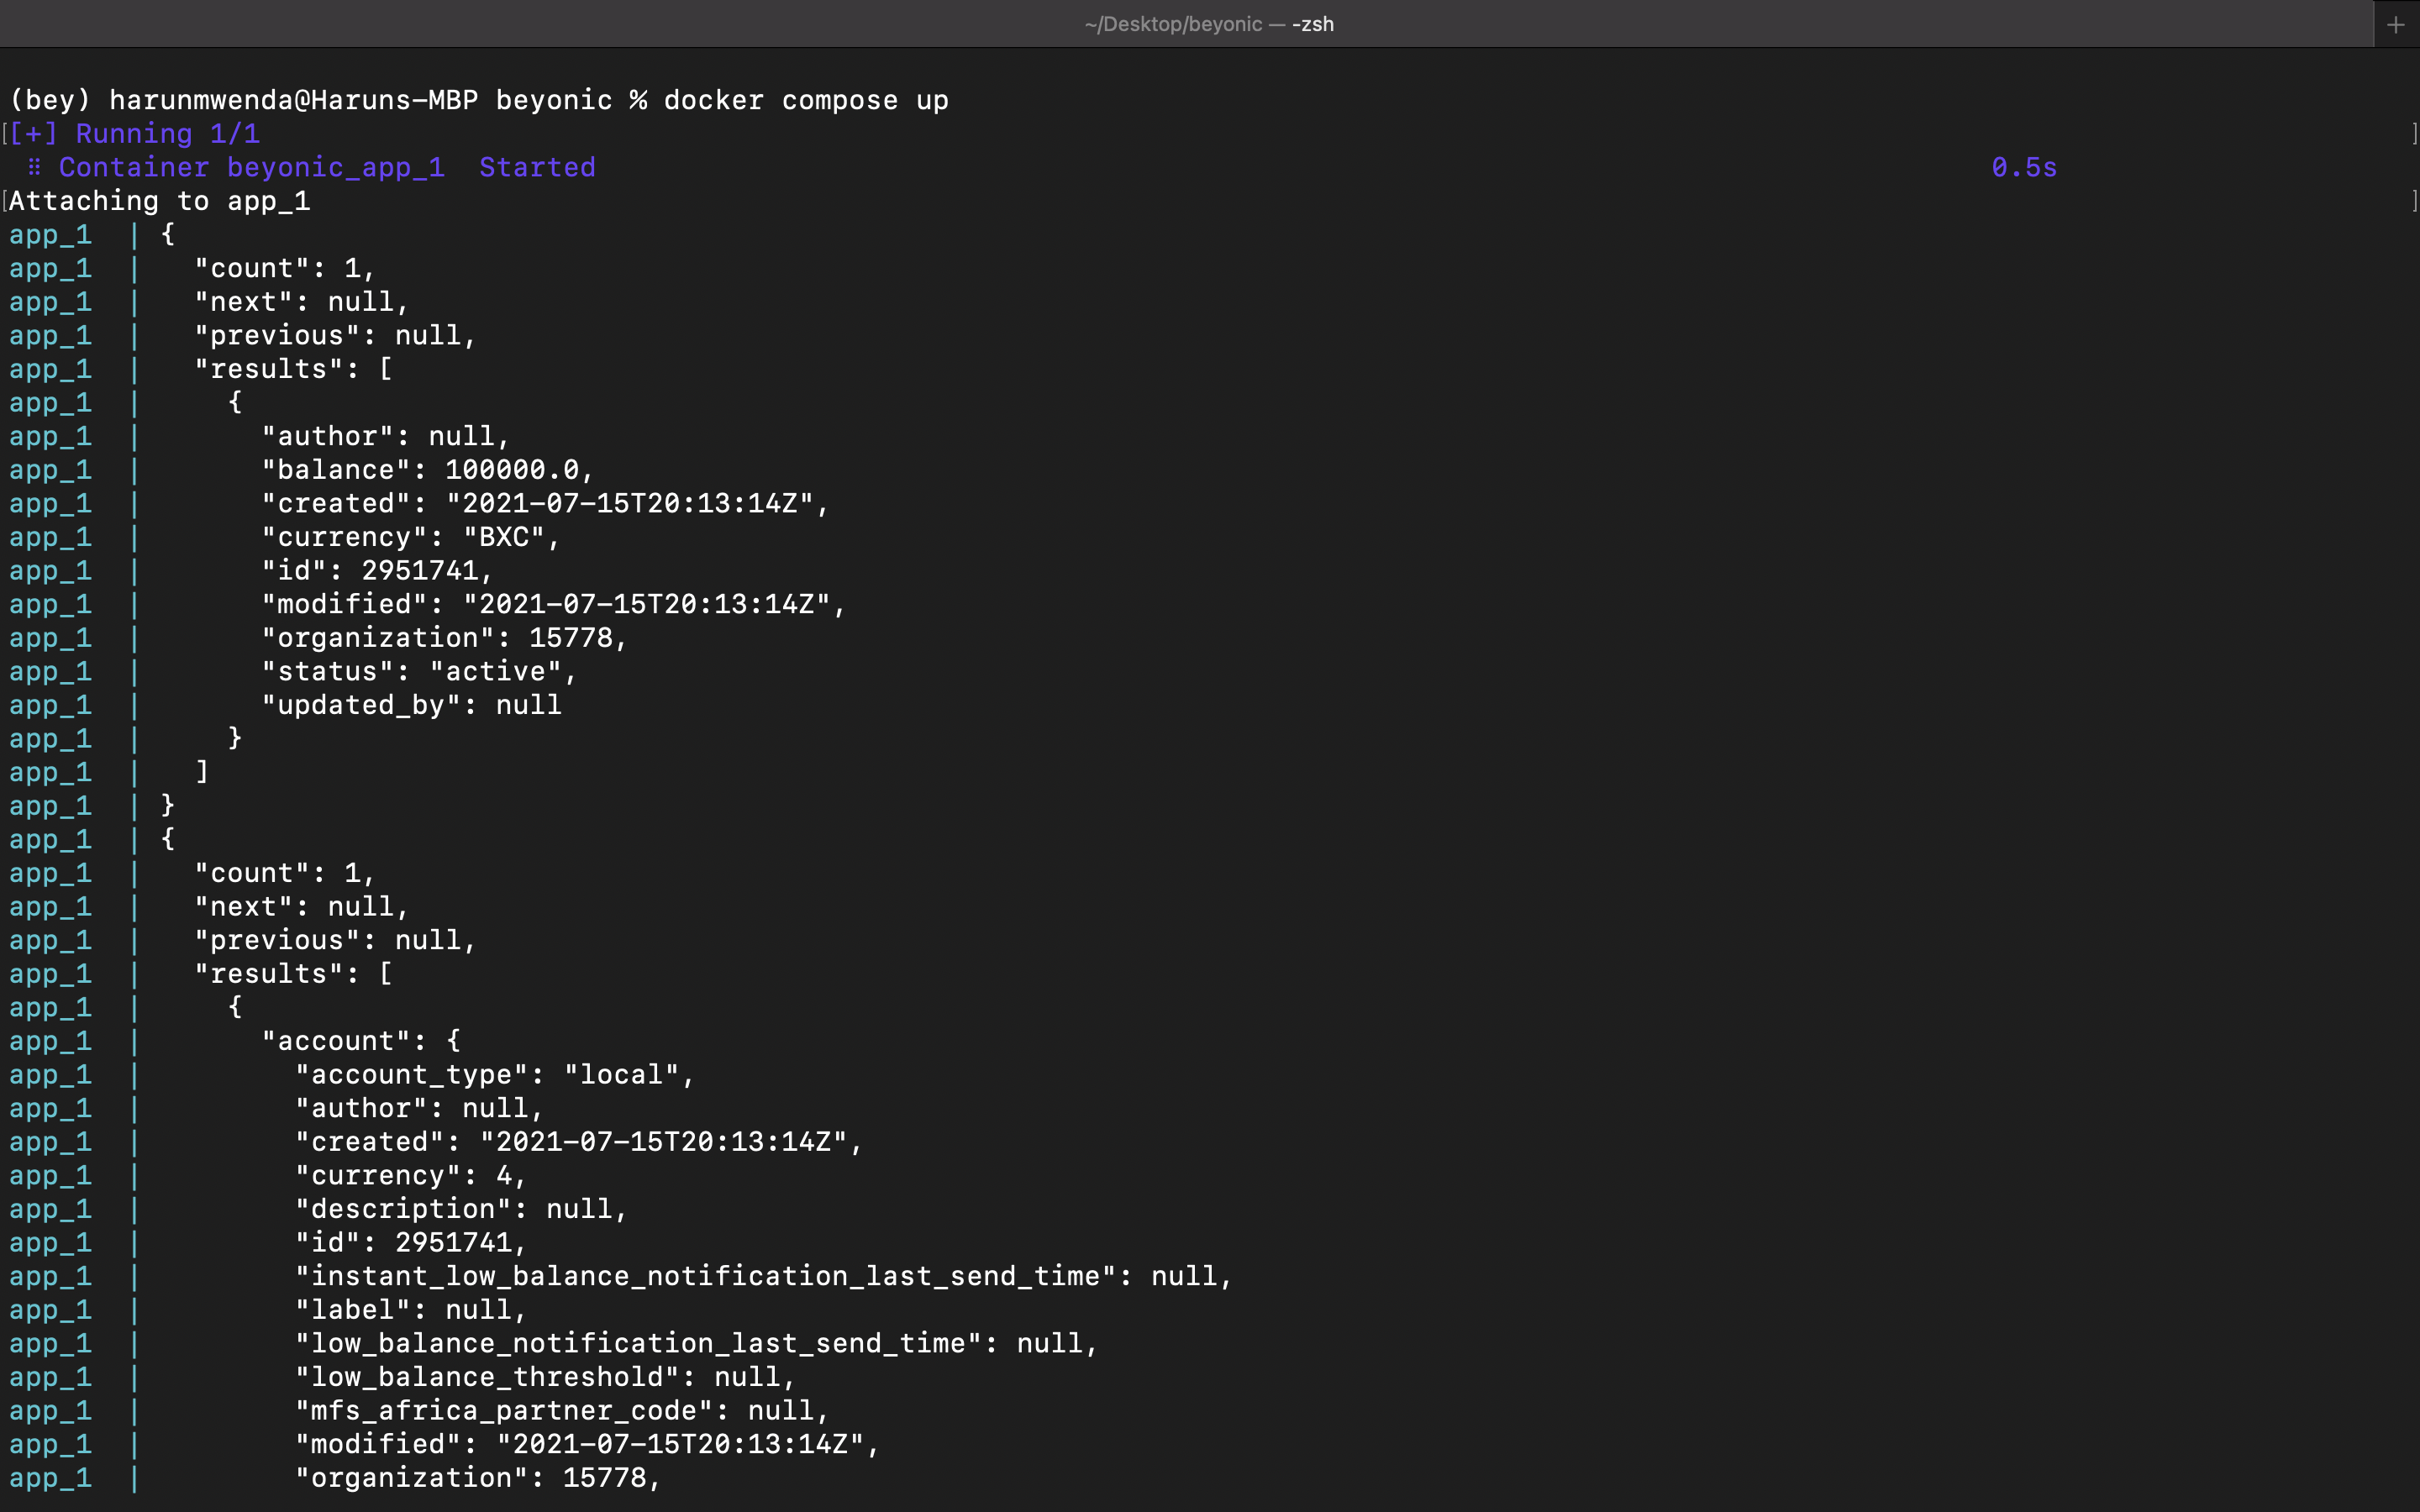 ~/Desktop/beyonic — -zsh
+
(bey) harunmwenda@Haruns-MBP beyonic % docker compose up
[[+] Running 1/1 ]
⠿ Container beyonic_app_1  Started 0.5s
[Attaching to app_1 ]
app_1  | {
app_1  |   "count": 1,
app_1  |   "next": null,
app_1  |   "previous": null,
app_1  |   "results": [
app_1  |     {
app_1  |       "author": null,
app_1  |       "balance": 100000.0,
app_1  |       "created": "2021-07-15T20:13:14Z",
app_1  |       "currency": "BXC",
app_1  |       "id": 2951741,
app_1  |       "modified": "2021-07-15T20:13:14Z",
app_1  |       "organization": 15778,
app_1  |       "status": "active",
app_1  |       "updated_by": null
app_1  |     }
app_1  |   ]
app_1  | }
app_1  | {
app_1  |   "count": 1,
app_1  |   "next": null,
app_1  |   "previous": null,
app_1  |   "results": [
app_1  |     {
app_1  |       "account": {
app_1  |         "account_type": "local",
app_1  |         "author": null,
app_1  |         "created": "2021-07-15T20:13:14Z",
app_1  |         "currency": 4,
app_1  |         "description": null,
app_1  |         "id": 2951741,
app_1  |         "instant_low_balance_notification_last_send_time": null,
app_1  |         "label": null,
app_1  |         "low_balance_notification_last_send_time": null,
app_1  |         "low_balance_threshold": null,
app_1  |         "mfs_africa_partner_code": null,
app_1  |         "modified": "2021-07-15T20:13:14Z",
app_1  |         "organization": 15778,